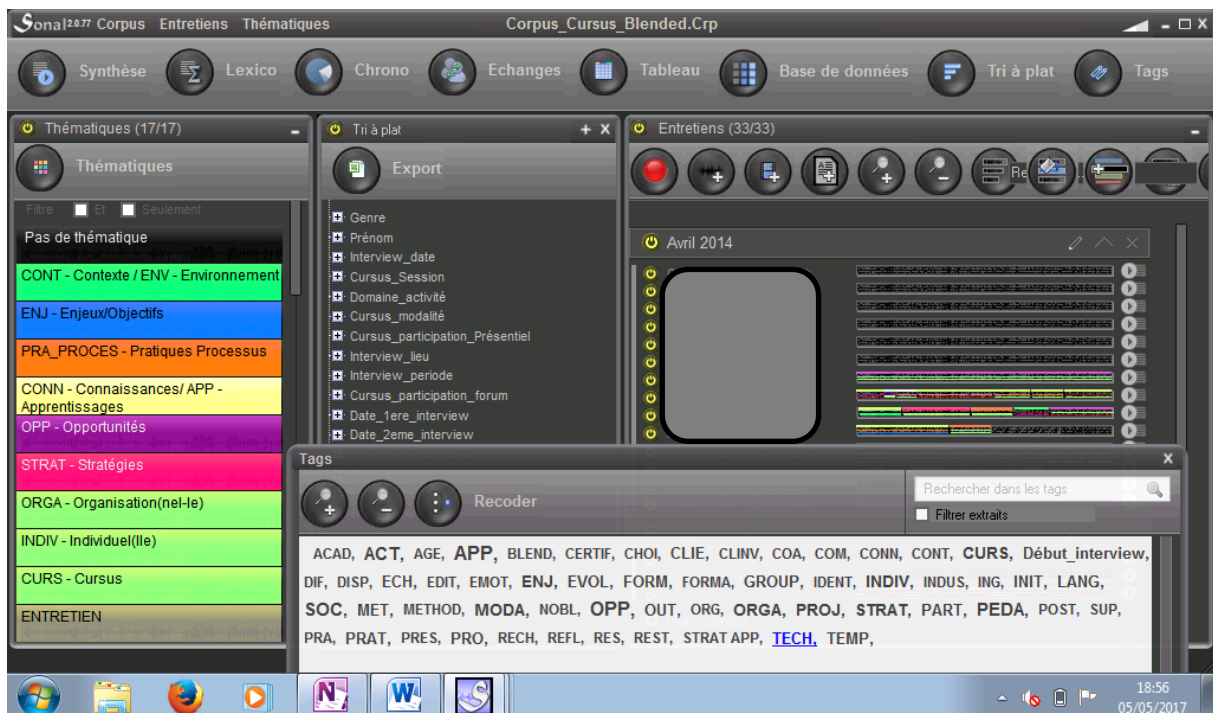 Sonal 2.0.77 Corpus Entretiens Thématiques Corpus_Cursus_Blended.Crp
Synthèse Lexico Chrono Echanges Tableau Base de données Tri à plat Tags
Thématiques (17/17)
Thématiques
Filtre : Et Seulement
Pas de thématique
CONT - Contexte / ENV - Environnement
ENJ - Enjeux/Objectifs
PRA_PROCES - Pratiques Processus
CONN - Connaissances/ APP -
Apprentissages
OPP - Opportunités
STRAT - Stratégies
ORGA - Organisation(nel-le)
INDIV - Individuel(lle)
CURS - Cursus
ENTRETIEN
Tri à plat
Export
Genre
Prénom
Interview_date
Cursus_Session
Domaine_activité
Cursus_modalité
Cursus_participation_Présentiel
Interview_lieu
Interview_periode
Cursus_participation_forum
Date_1ere_interview
Date_2eme_interview
Entretiens (33/33)
Re
Avril 2014
Tags
Recoder
Rechercher dans les tags
Filtrer extraits
ACAD, ACT, AGE, APP, BLEND, CERTIF, CHOI, CLIE, CLINV, COA, COM, CONN, CONT, CURS, Début_interview,
DIF, DISP, ECH, EDIT, EMOT, ENJ, EVOL, FORM, FORMA, GROUP, IDENT, INDIV, INDUS, ING, INIT, LANG,
SOC, MET, METHOD, MODA, NOBL, OPP, OUT, ORG, ORGA, PROJ, STRAT, PART, PEDA, POST, SUP,
PRA, PRAT, PRES, PRO, RECH, REFL, RES, REST, STRAT APP, TECH, TEMP,
18:56
05/05/2017